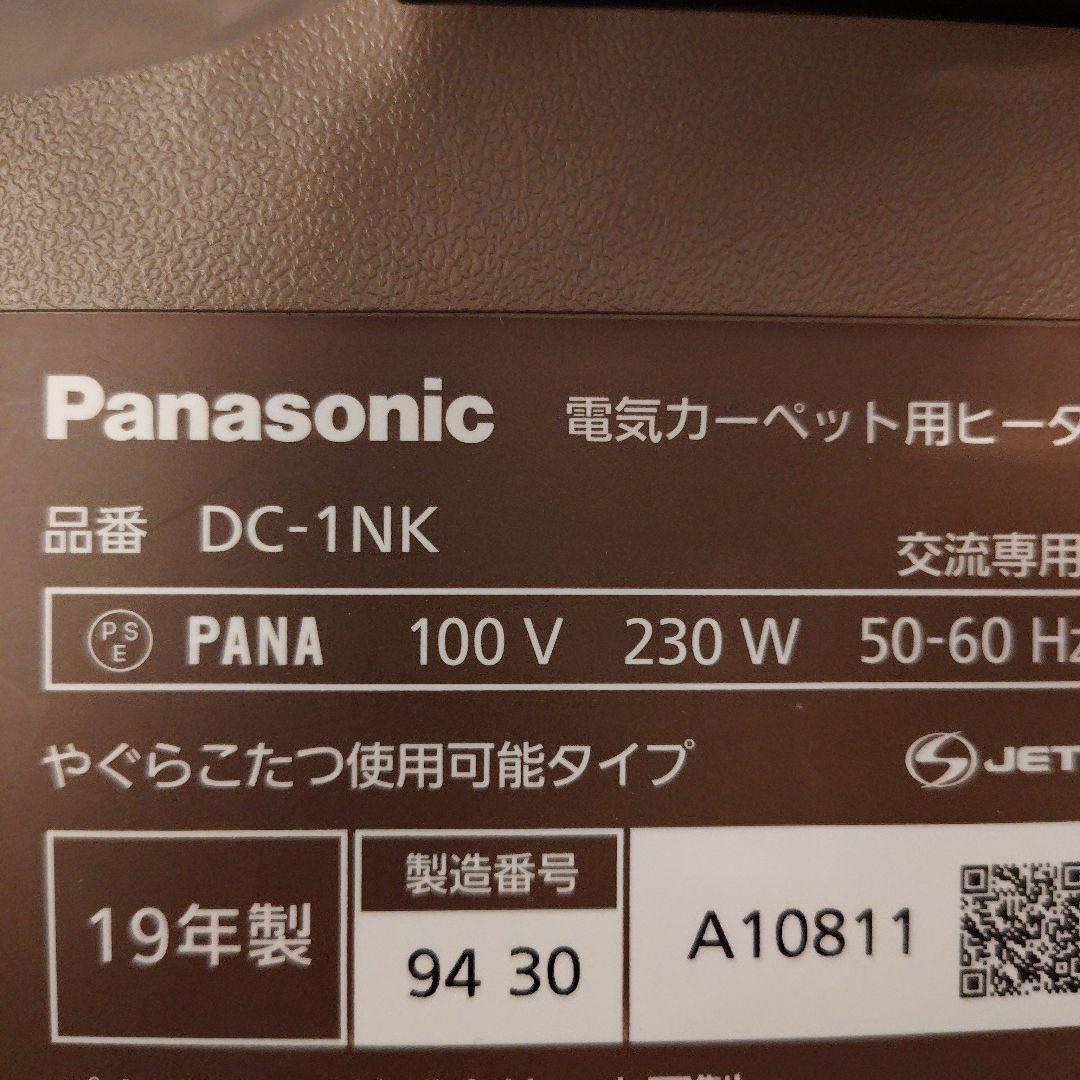 Panasonic 電気カーペット用ヒータ
品番 DC-1NK
交流専用
PSE PANA 100 V 230 W 50-60 Hz
やぐらこたつ使用可能タイプ JET
19年製
製造番号
94 30
A10811